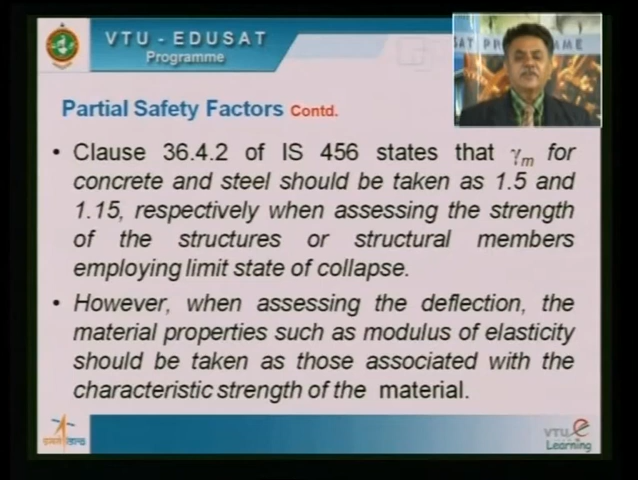 VTU - EDUSAT
Programme
SAT PR
ME
Partial Safety Factors Contd.
• Clause 36.4.2 of IS 456 states that γm for
concrete and steel should be taken as 1.5 and
1.15, respectively when assessing the strength
of the structures or structural members
employing limit state of collapse.
• However, when assessing the deflection, the
material properties such as modulus of elasticity
should be taken as those associated with the
characteristic strength of the material.
VTU e
Learning